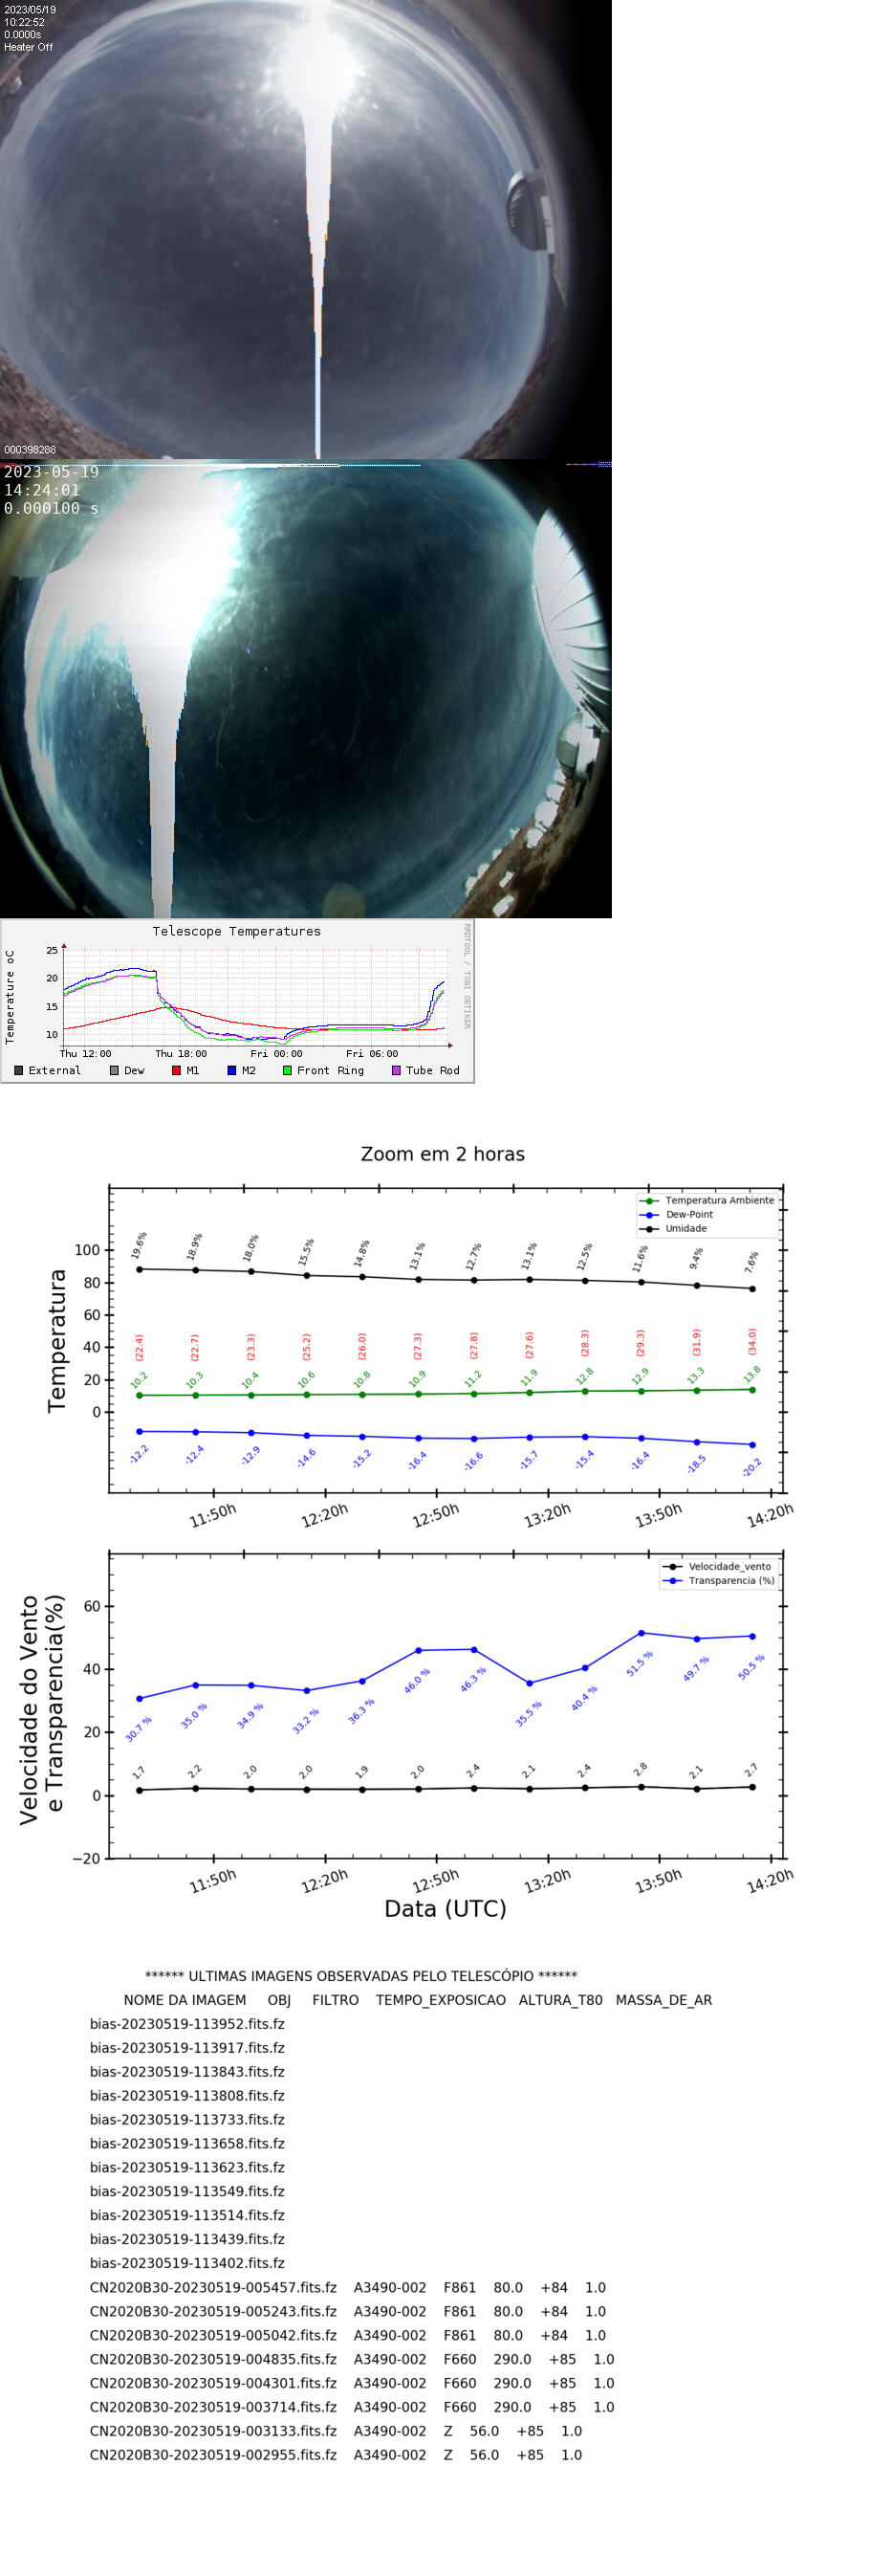 2023/05/19
10:22:52
0.0000s
Heater Off
000398288
2023-05-19
14:24:01
0.000100 s
Telescope Temperatures
RRDTOOL / TOBI OETIKER
Temperature oC
25
20
15
10
Thu 12:00 Thu 18:00 Fri 00:00 Fri 06:00
External Dew M1 M2 Front Ring Tube Rod
Zoom em 2 horas
Temperatura Ambiente
Dew-Point
Umidade
Temperatura
100
80
60
40
20
0
19.6% 18.9% 18.0% 15.5% 14.8% 13.1% 12.7% 13.1% 12.5% 11.6% 9.4% 7.6%
(22.4) (22.7) (23.3) (25.2) (26.0) (27.3) (27.8) (27.6) (28.3) (29.3) (31.9) (34.0)
10.2 10.3 10.4 10.6 10.8 10.9 11.2 11.9 12.8 12.9 13.3 13.8
-12.2 -12.4 -12.9 -14.6 -15.2 -16.4 -16.6 -15.7 -15.4 -16.4 -18.5 -20.2
11:50h 12:20h 12:50h 13:20h 13:50h 14:20h
Velocidade_vento
Transparencia (%)
Velocidade do Vento
e Transparencia(%)
60
40
20
0
−20
30.7 % 35.0 % 34.9 % 33.2 % 36.3 % 46.0 % 46.3 % 35.5 % 40.4 % 51.5 % 49.7 % 50.5 %
1.7 2.2 2.0 2.0 1.9 2.0 2.4 2.1 2.4 2.8 2.1 2.7
11:50h 12:20h 12:50h 13:20h 13:50h 14:20h
Data (UTC)
****** ULTIMAS IMAGENS OBSERVADAS PELO TELESCÓPIO ******
NOME DA IMAGEM OBJ FILTRO TEMPO_EXPOSICAO ALTURA_T80 MASSA_DE_AR
bias-20230519-113952.fits.fz
bias-20230519-113917.fits.fz
bias-20230519-113843.fits.fz
bias-20230519-113808.fits.fz
bias-20230519-113733.fits.fz
bias-20230519-113658.fits.fz
bias-20230519-113623.fits.fz
bias-20230519-113549.fits.fz
bias-20230519-113514.fits.fz
bias-20230519-113439.fits.fz
bias-20230519-113402.fits.fz
CN2020B30-20230519-005457.fits.fz A3490-002 F861 80.0 +84 1.0
CN2020B30-20230519-005243.fits.fz A3490-002 F861 80.0 +84 1.0
CN2020B30-20230519-005042.fits.fz A3490-002 F861 80.0 +84 1.0
CN2020B30-20230519-004835.fits.fz A3490-002 F660 290.0 +85 1.0
CN2020B30-20230519-004301.fits.fz A3490-002 F660 290.0 +85 1.0
CN2020B30-20230519-003714.fits.fz A3490-002 F660 290.0 +85 1.0
CN2020B30-20230519-003133.fits.fz A3490-002 Z 56.0 +85 1.0
CN2020B30-20230519-002955.fits.fz A3490-002 Z 56.0 +85 1.0